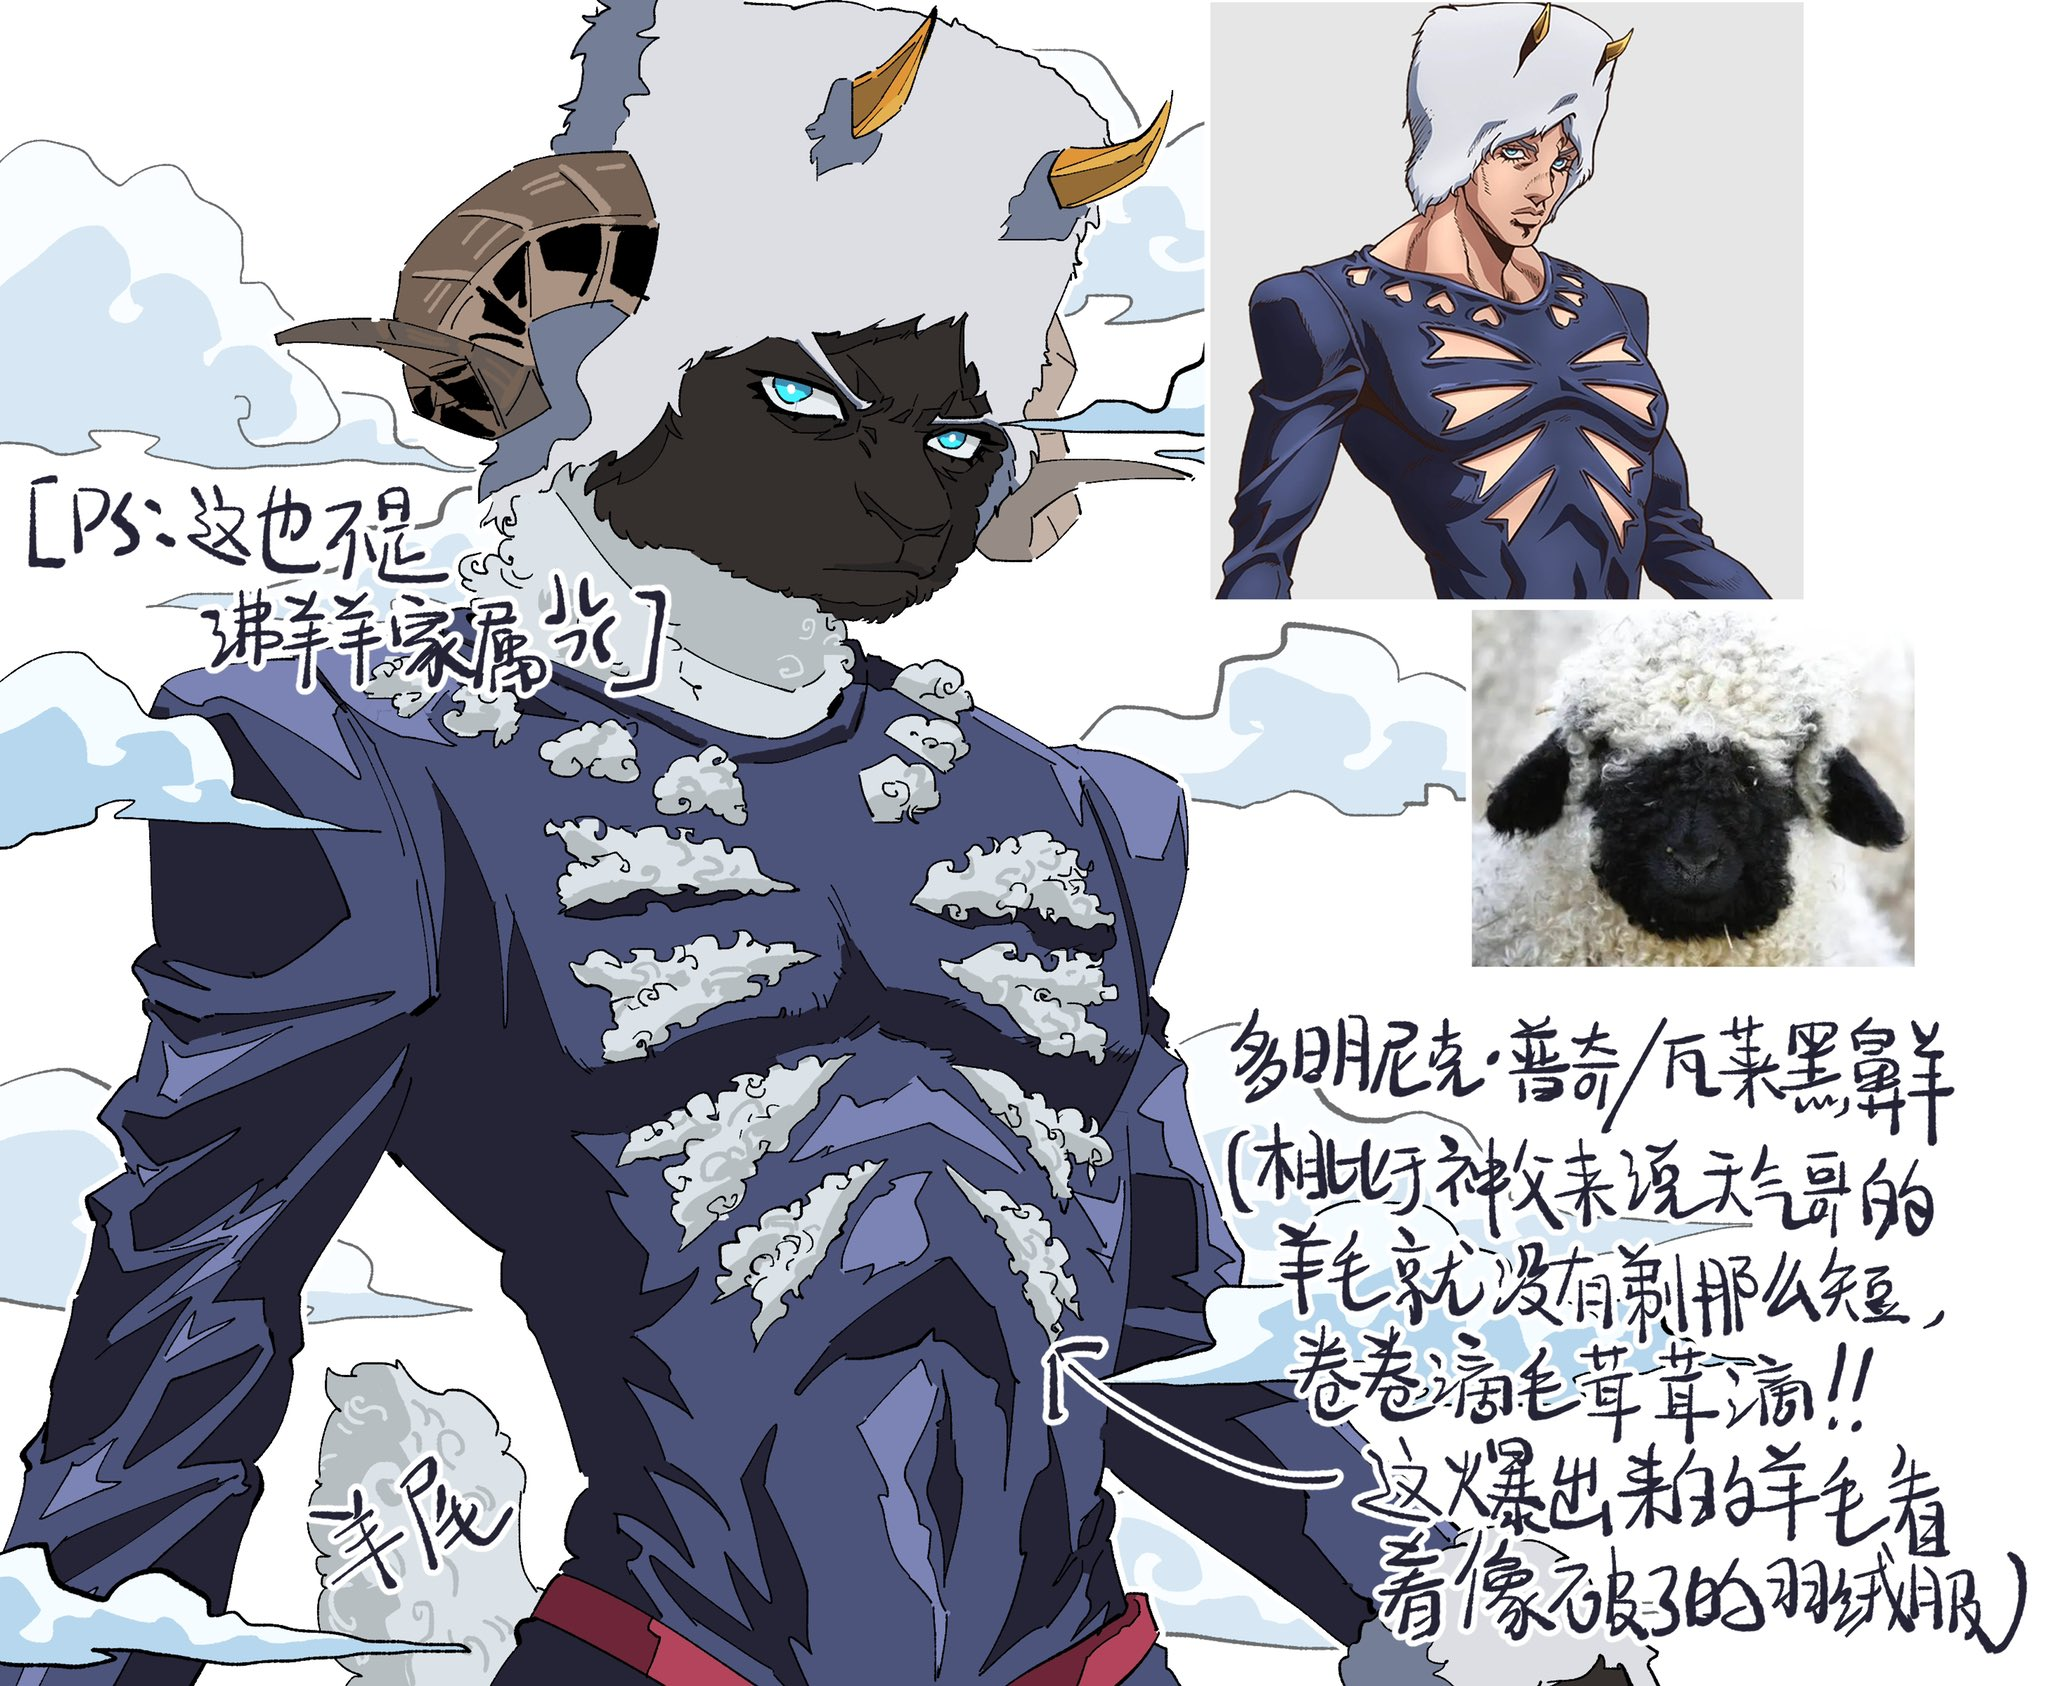 [PS:这也不是
沸羊羊家属氺]
多明尼克·普奇/瓦莱黑鼻羊
(相比于神父来说天气哥的
羊毛就没有剃那么短,
卷卷滴毛茸茸滴!!
这爆出来的羊毛看
着像破了的羽绒服)
羊尾